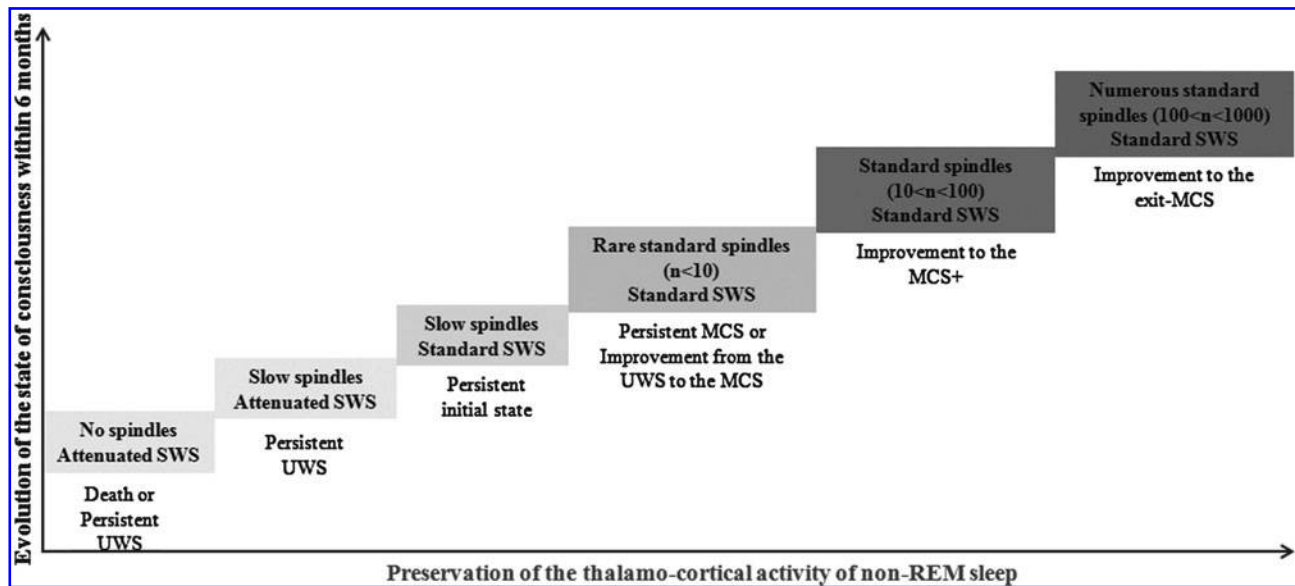 Evolution of the state of consciousness within 6 months
No spindles
Attenuated SWS
Death or
Persistent
UWS
Slow spindles
Attenuated SWS
Persistent
UWS
Slow spindles
Standard SWS
Persistent
initial state
Rare standard spindles
(n<10)
Standard SWS
Persistent MCS or
Improvement from the
UWS to the MCS
Standard spindles
(10<n<100)
Standard SWS
Improvement to the
MCS+
Numerous standard
spindles (100<n<1000)
Standard SWS
Improvement to the
exit-MCS
Preservation of the thalamo-cortical activity of non-REM sleep